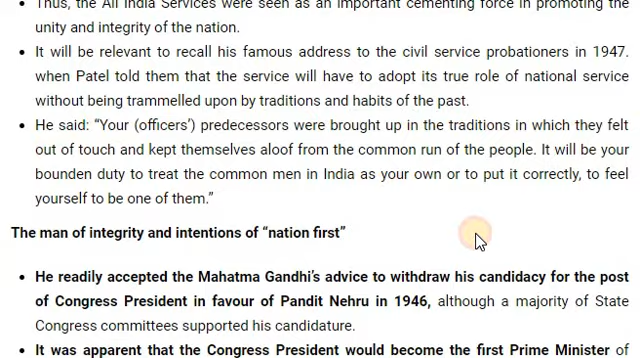 Thus, the All India Services were seen as an important cementing force in promoting the
unity and integrity of the nation.
It will be relevant to recall his famous address to the civil service probationers in 1947.
when Patel told them that the service will have to adopt its true role of national service
without being trammelled upon by traditions and habits of the past.
He said: “Your (officers’) predecessors were brought up in the traditions in which they felt
out of touch and kept themselves aloof from the common run of the people. It will be your
bounden duty to treat the common men in India as your own or to put it correctly, to feel
yourself to be one of them.”
The man of integrity and intentions of “nation first”
He readily accepted the Mahatma Gandhi’s advice to withdraw his candidacy for the post
of Congress President in favour of Pandit Nehru in 1946, although a majority of State
Congress committees supported his candidature.
It was apparent that the Congress President would become the first Prime Minister of